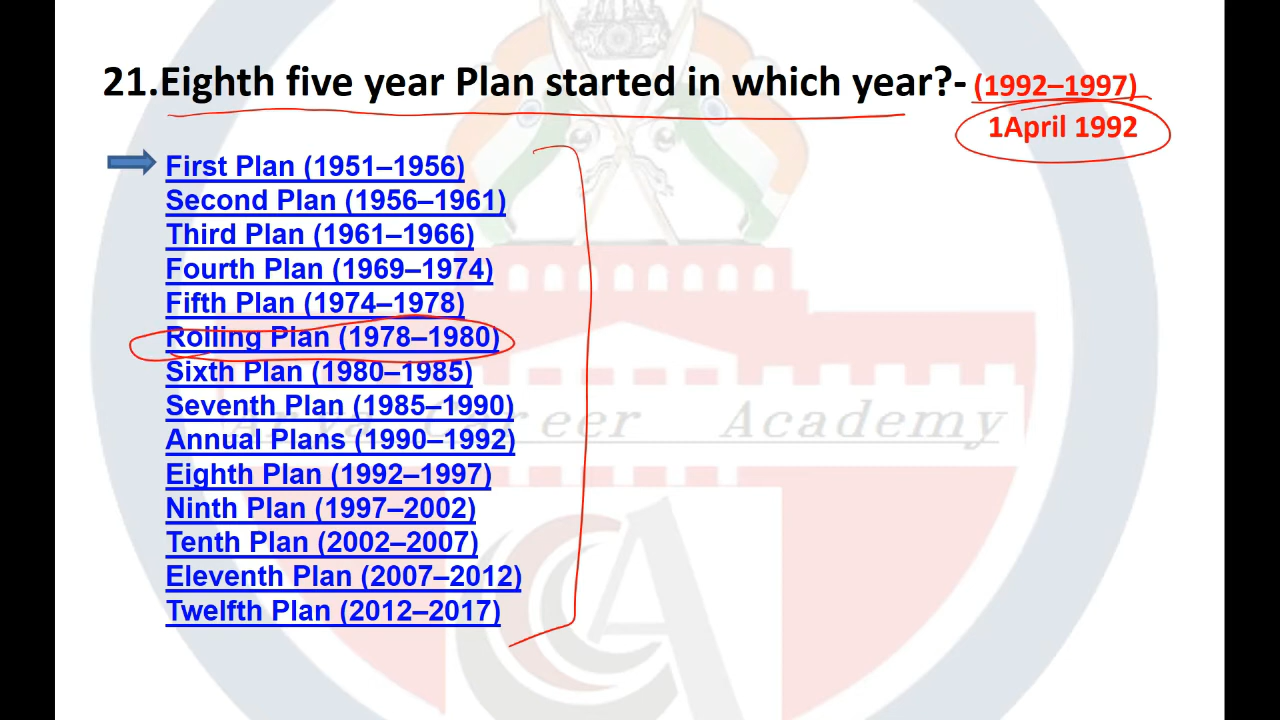 21.Eighth five year Plan started in which year?- (1992–1997)
1April 1992
First Plan (1951–1956)
Second Plan (1956–1961)
Third Plan (1961–1966)
Fourth Plan (1969–1974)
Fifth Plan (1974–1978)
Rolling Plan (1978–1980)
Sixth Plan (1980–1985)
Seventh Plan (1985–1990)
Annual Plans (1990–1992)
Eighth Plan (1992–1997)
Ninth Plan (1997–2002)
Tenth Plan (2002–2007)
Eleventh Plan (2007–2012)
Twelfth Plan (2012–2017)
Career Academy